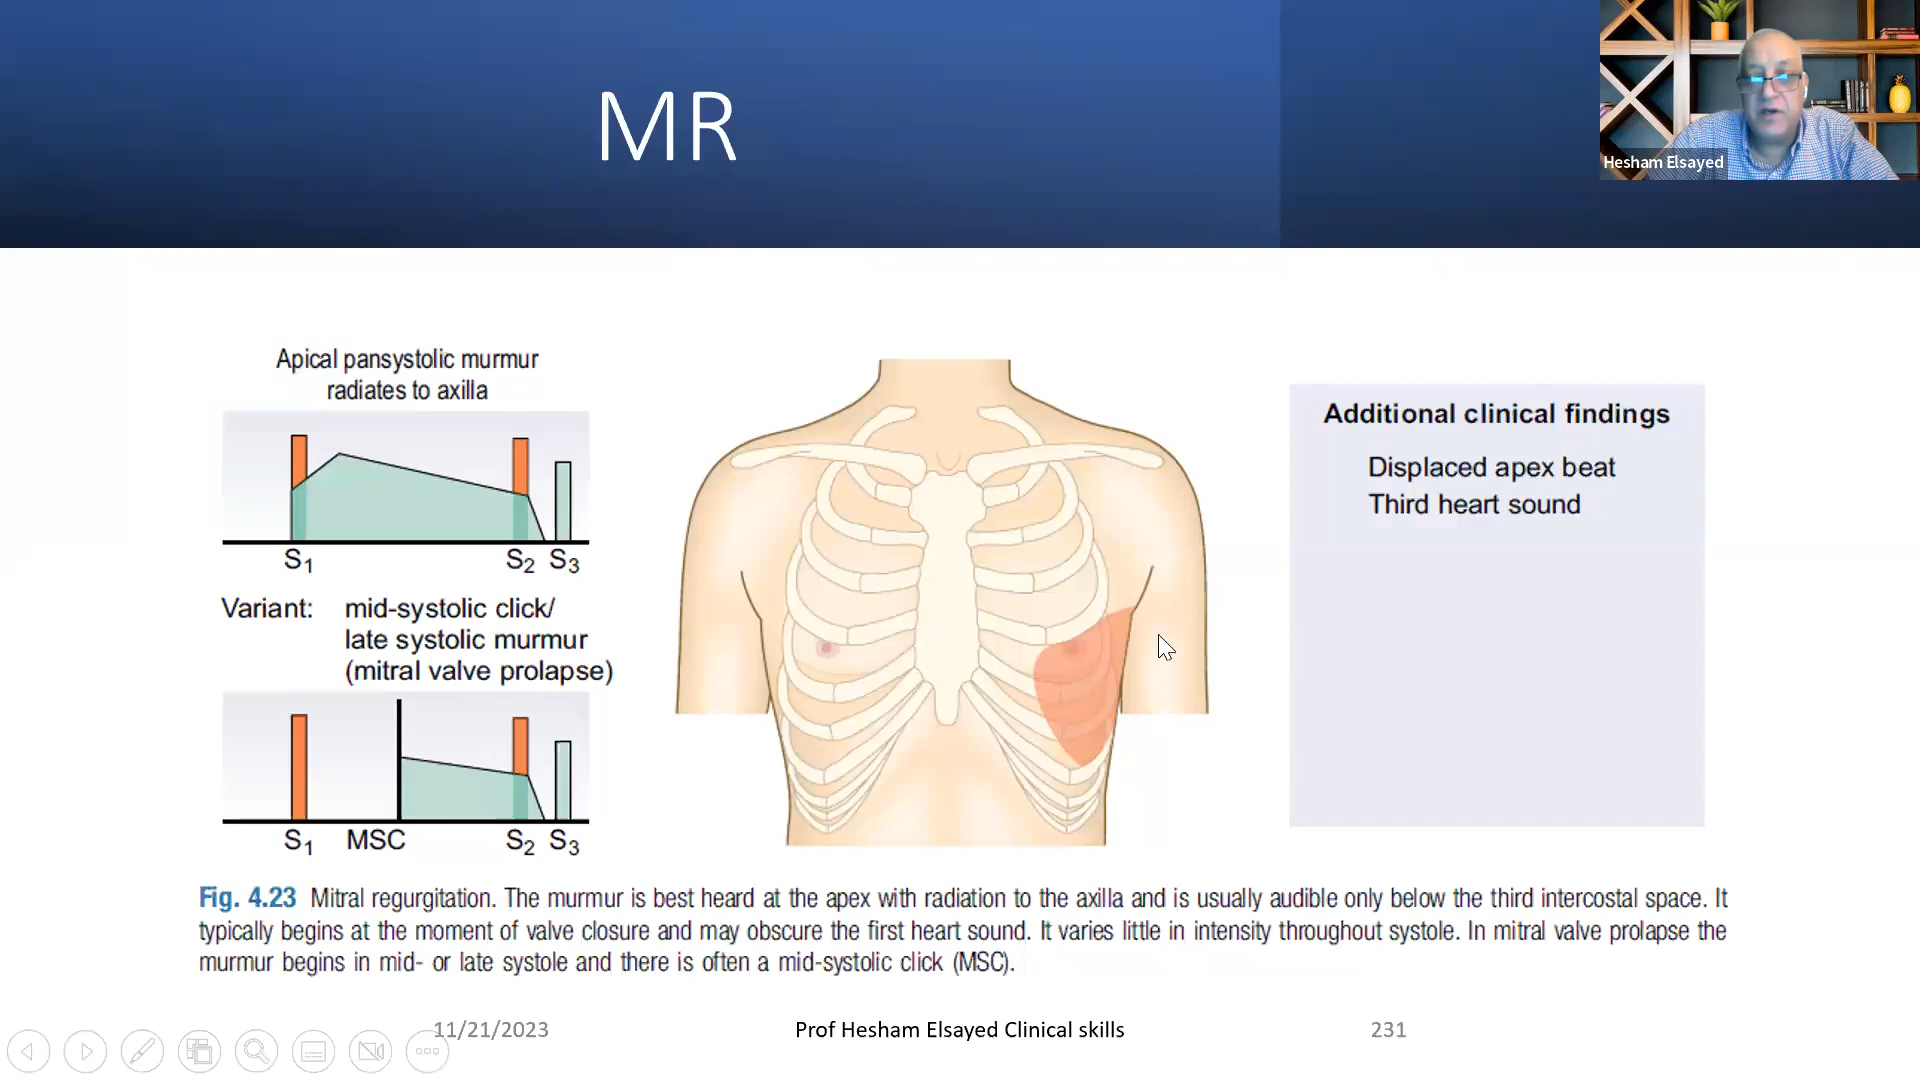 MR
Hesham Elsayed
Apical pansystolic murmur
radiates to axilla
S1 S2 S3
Variant: mid-systolic click/
late systolic murmur
(mitral valve prolapse)
S1 MSC S2 S3
Additional clinical findings
Displaced apex beat
Third heart sound
Fig. 4.23 Mitral regurgitation. The murmur is best heard at the apex with radiation to the axilla and is usually audible only below the third intercostal space. It
typically begins at the moment of valve closure and may obscure the first heart sound. It varies little in intensity throughout systole. In mitral valve prolapse the
murmur begins in mid- or late systole and there is often a mid-systolic click (MSC).
11/21/2023
Prof Hesham Elsayed Clinical skills
231